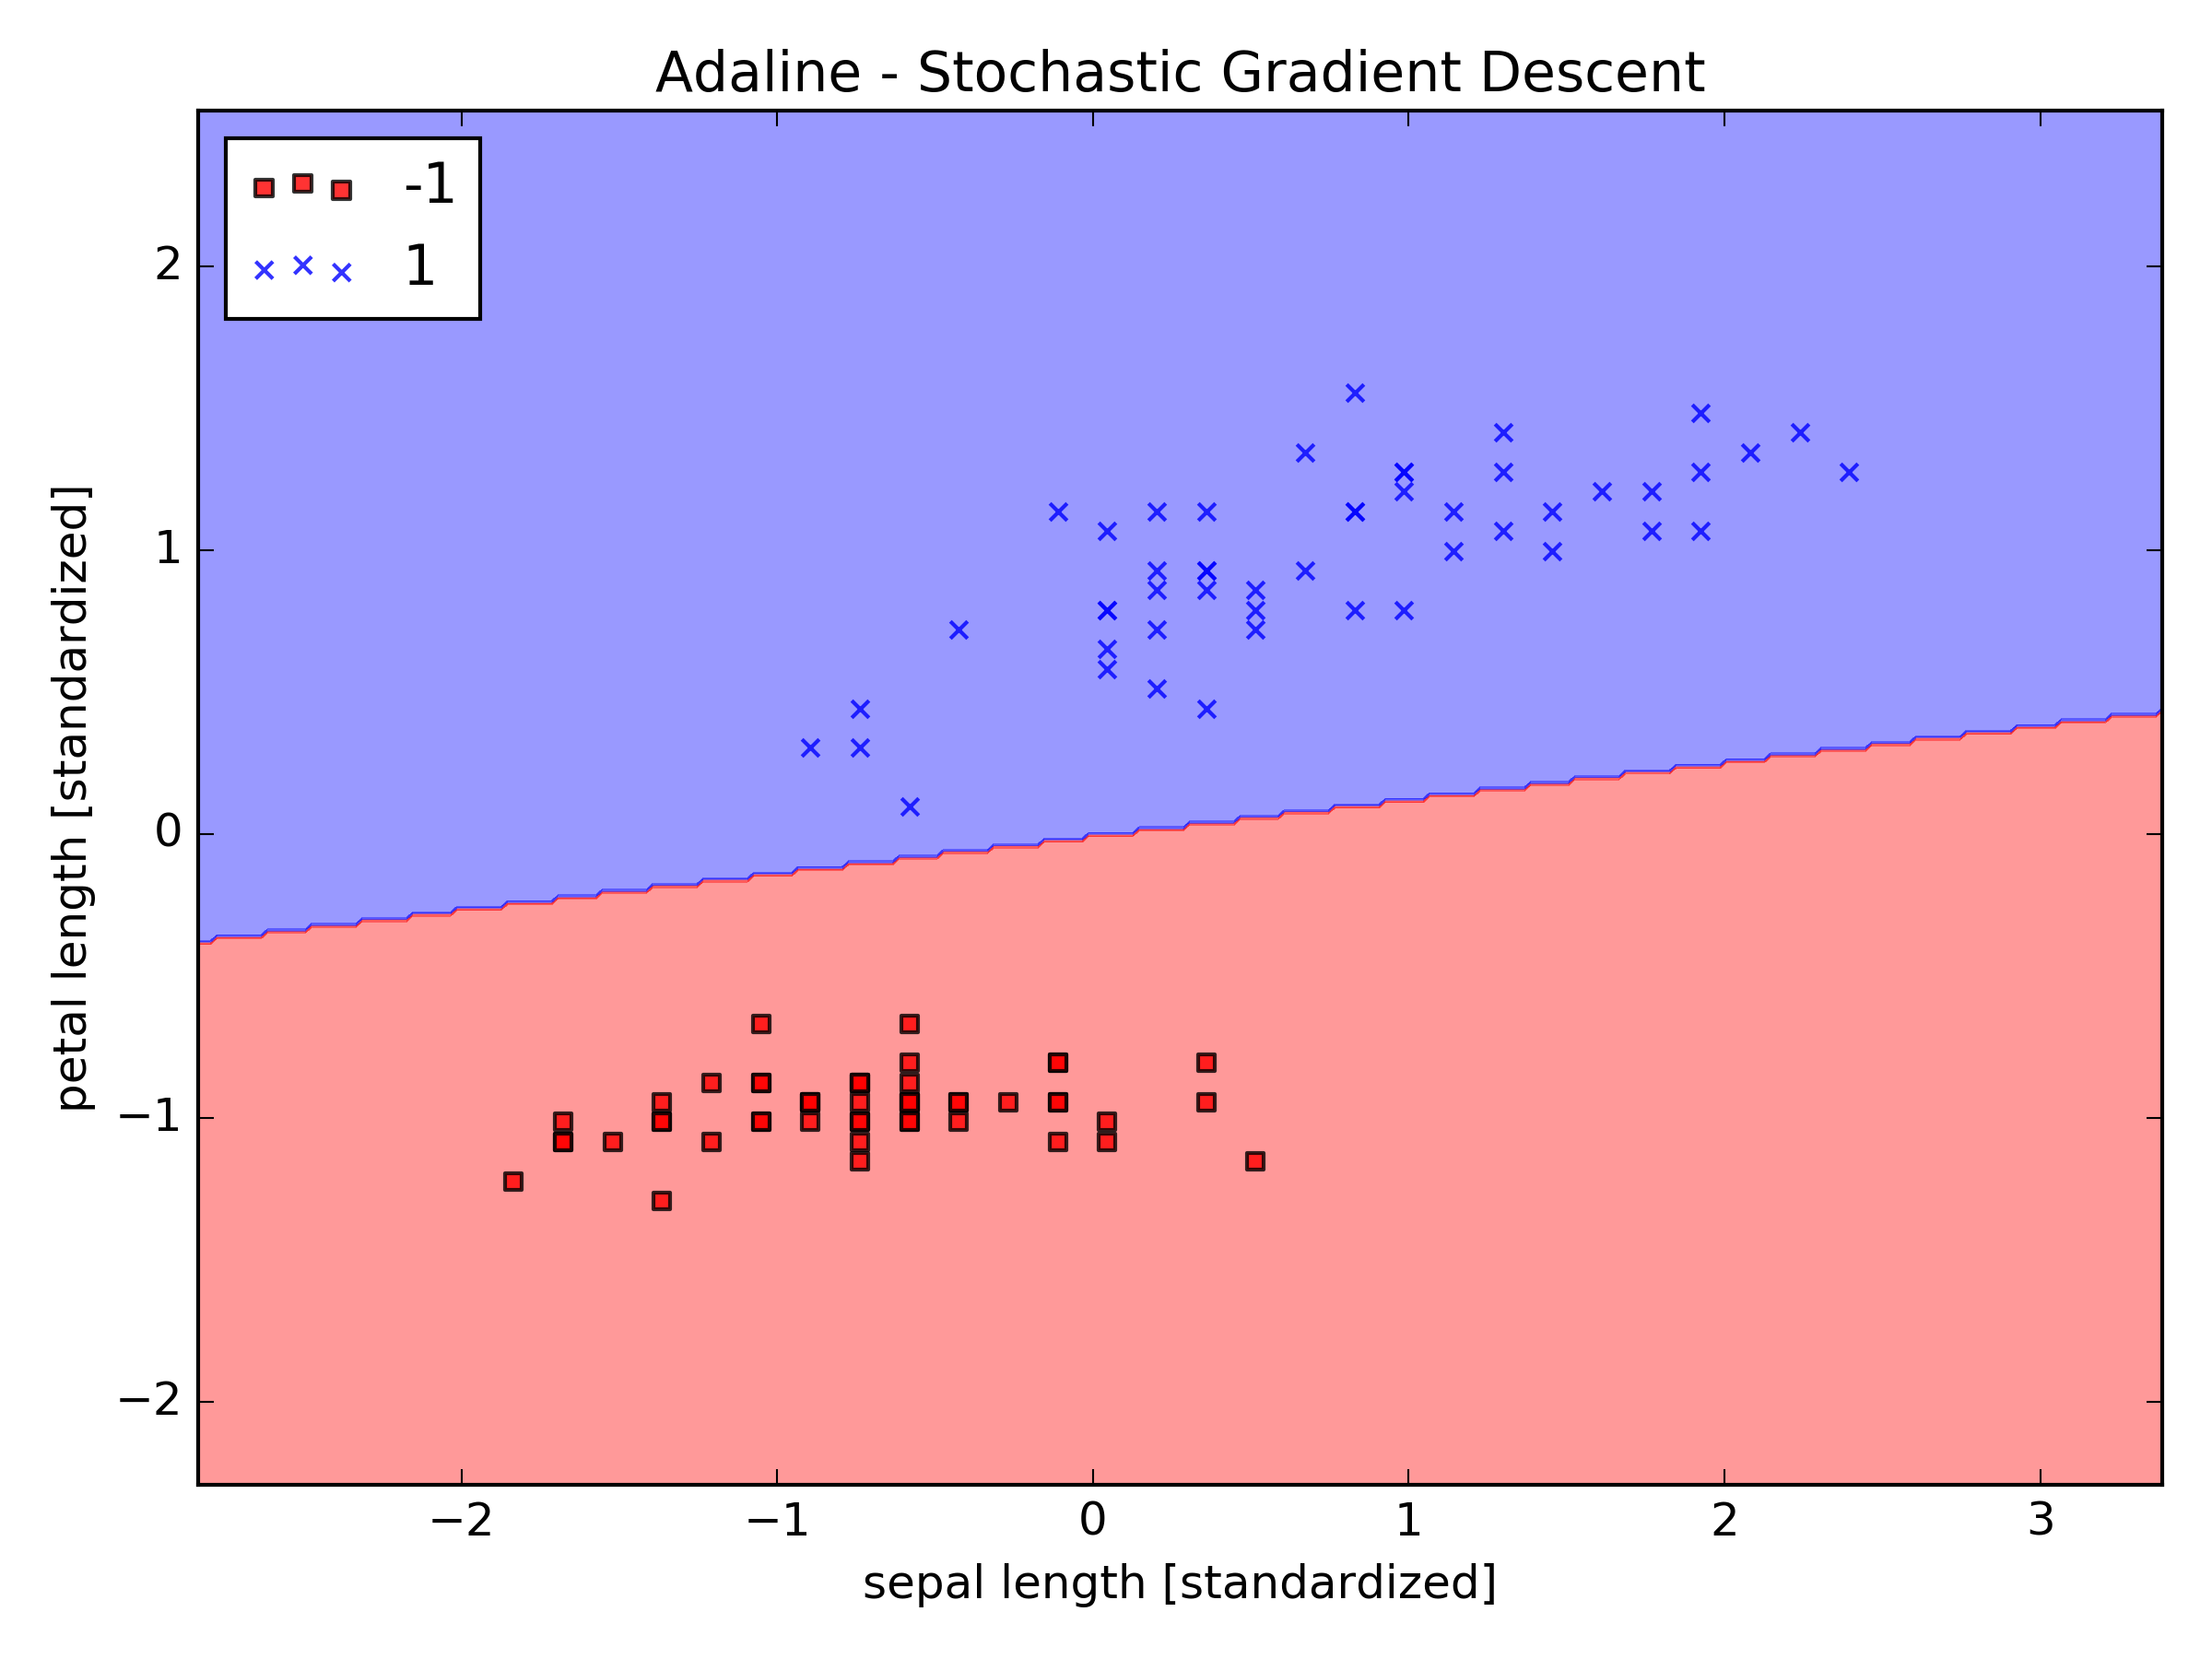 Adaline - Stochastic Gradient Descent
-1
1
petal length [standardized]
2
1
0
−1
−2
−2 −1 0 1 2 3
sepal length [standardized]